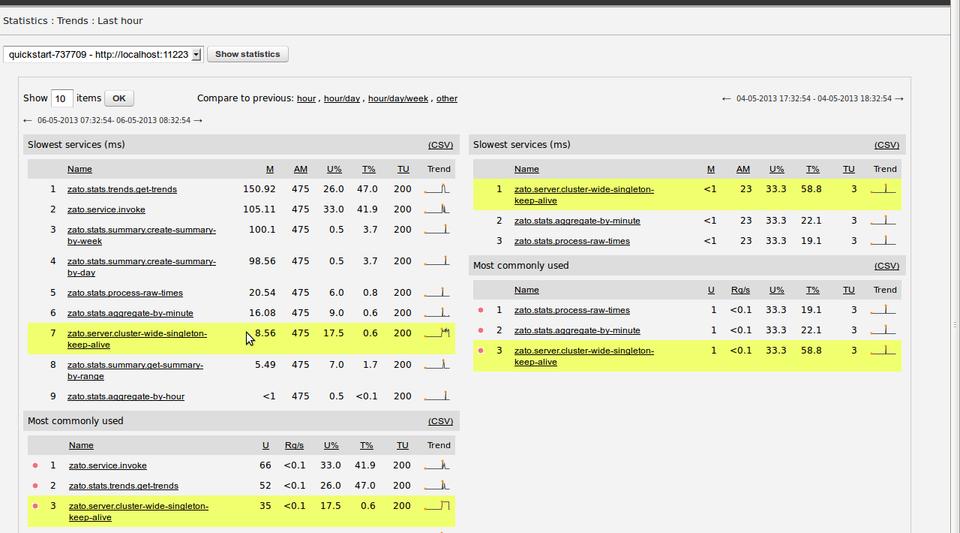 Statistics : Trends : Last hour
quickstart-737709 - http://localhost:11223 Show statistics
Show 10 items OK Compare to previous: hour , hour/day , hour/day/week , other ← 04-05-2013 17:32:54 - 04-05-2013 18:32:54 →
← 06-05-2013 07:32:54- 06-05-2013 08:32:54 →
Slowest services (ms) (CSV)
Name M AM U% T% TU Trend
1 zato.stats.trends.get-trends 150.92 475 26.0 47.0 200
2 zato.service.invoke 105.11 475 33.0 41.9 200
3 zato.stats.summary.create-summary- 100.1 475 0.5 3.7 200
by-week
4 zato.stats.summary.create-summary- 98.56 475 0.5 3.7 200
by-day
5 zato.stats.process-raw-times 20.54 475 6.0 0.8 200
6 zato.stats.aggregate-by-minute 16.08 475 9.0 0.6 200
7 zato.server.cluster-wide-singleton- 8.56 475 17.5 0.6 200
keep-alive
8 zato.stats.summary.get-summary- 5.49 475 7.0 1.7 200
by-range
9 zato.stats.aggregate-by-hour <1 475 0.5 <0.1 200
Most commonly used (CSV)
Name U Rq/s U% T% TU Trend
1 zato.service.invoke 66 <0.1 33.0 41.9 200
2 zato.stats.trends.get-trends 52 <0.1 26.0 47.0 200
3 zato.server.cluster-wide-singleton- 35 <0.1 17.5 0.6 200
keep-alive
Slowest services (ms) (CSV)
Name M AM U% T% TU Trend
1 zato.server.cluster-wide-singleton- <1 23 33.3 58.8 3
keep-alive
2 zato.stats.aggregate-by-minute <1 23 33.3 22.1 3
3 zato.stats.process-raw-times <1 23 33.3 19.1 3
Most commonly used (CSV)
Name U Rq/s U% T% TU Trend
1 zato.stats.process-raw-times 1 <0.1 33.3 19.1 3
2 zato.stats.aggregate-by-minute 1 <0.1 33.3 22.1 3
3 zato.server.cluster-wide-singleton- 1 <0.1 33.3 58.8 3
keep-alive